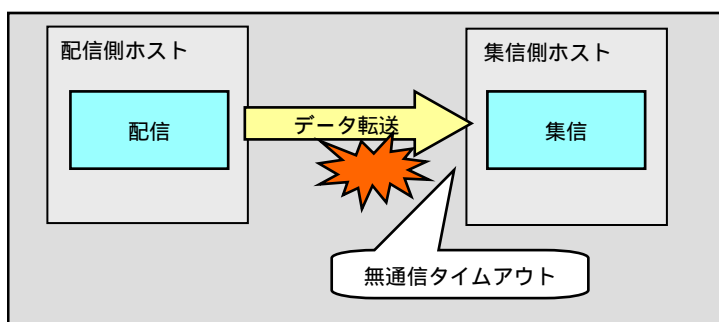 配信側ホスト
集信側ホスト
配信
データ転送
集信
無通信タイムアウト